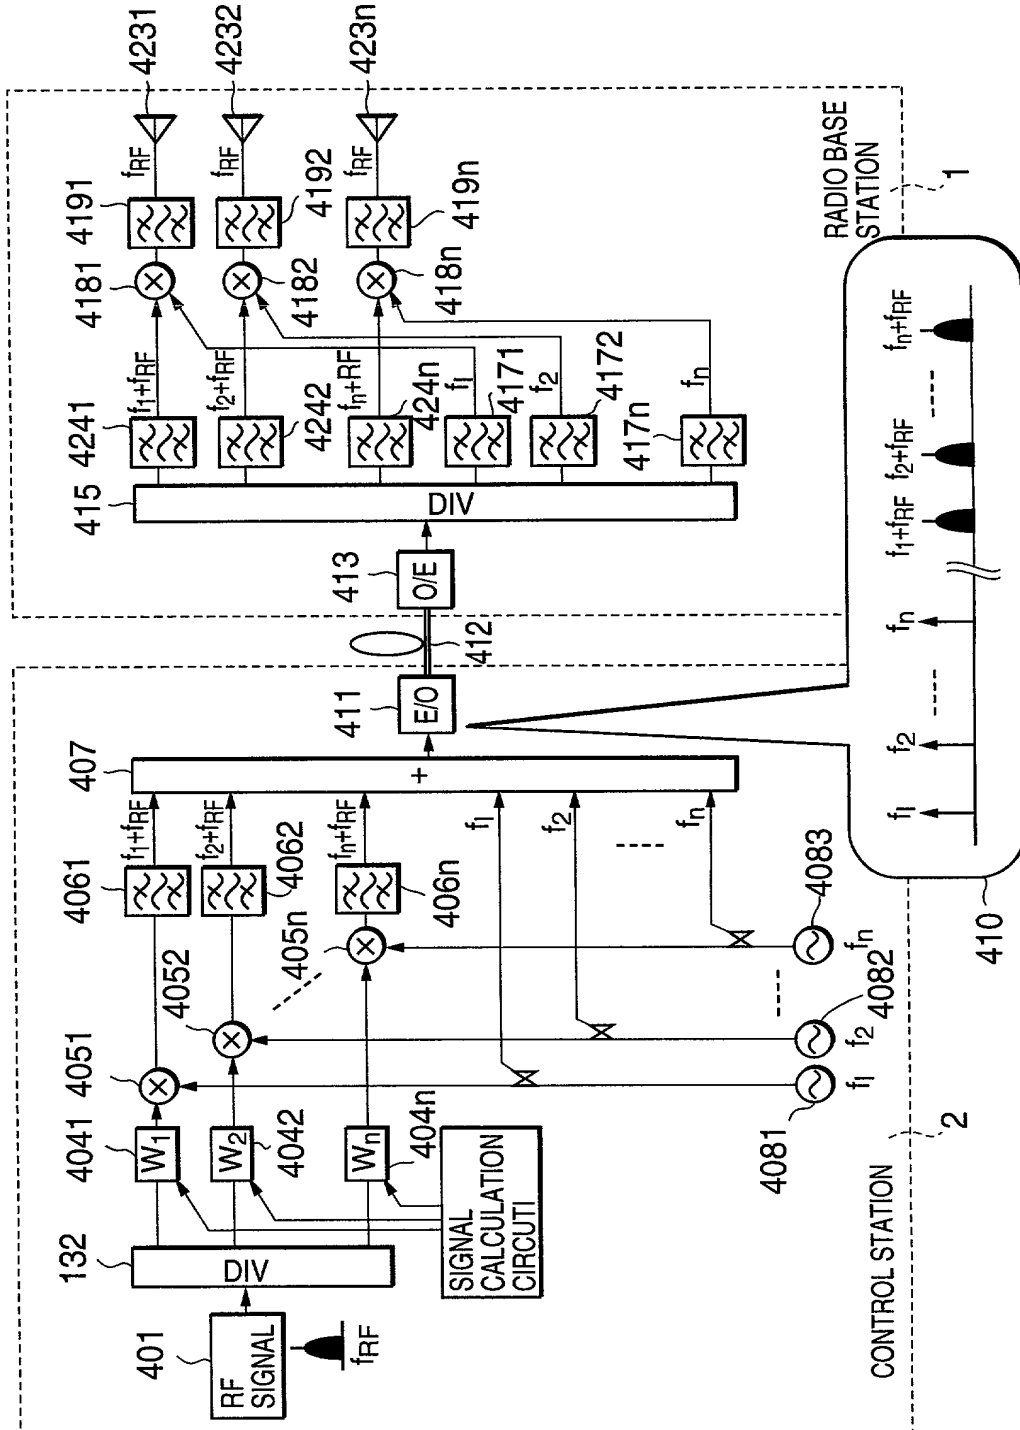 401
RF SIGNAL
fRF
132
DIV
SIGNAL
CALCULATION
CIRCUTI
4041
W1
4042
W2
404n
Wn
4051
4052
405n
4061
4062
406n
f1+fRF
f2+fRF
fn+fRF
f1
f2
fn
4081
f1
4082
f2
4083
fn
407
+
411
E/O
412
413
O/E
415
DIV
4241
4242
424n
4171
4172
417n
f1+fRF
f2+fRF
fn+RF
f1
f2
fn
4181
4182
418n
4191
4192
419n
fRF
fRF
fRF
4231
4232
423n
CONTROL STATION
2
RADIO BASE
STATION
1
410
f1
f2
fn
f1+fRF
f2+fRF
fn+fRF